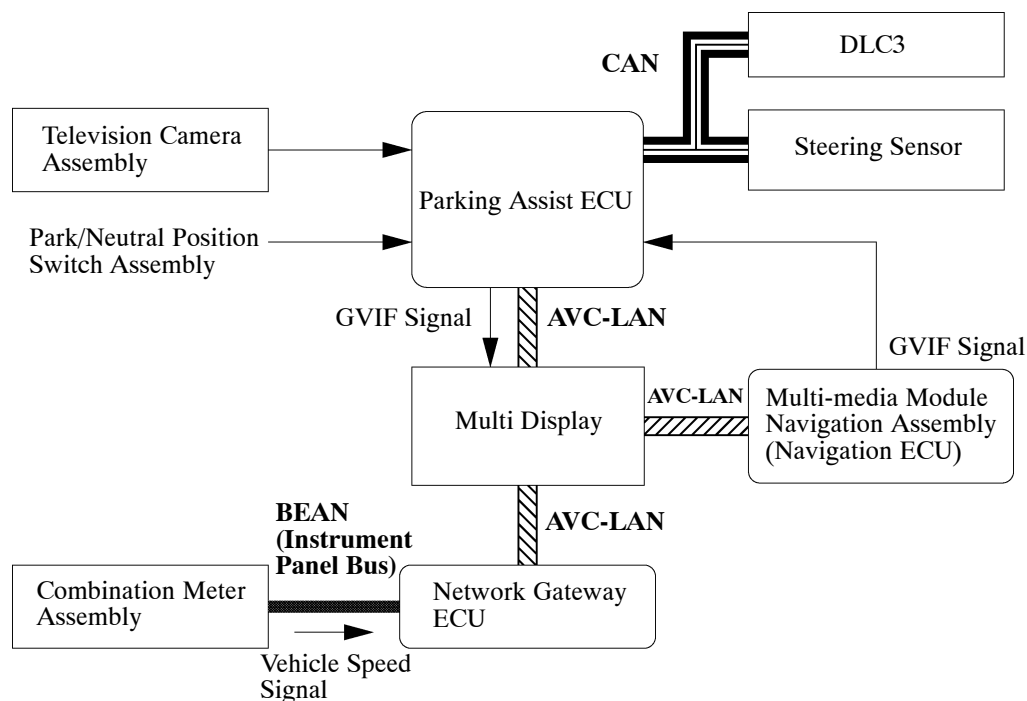 DLC3
CAN
Television Camera
Assembly
Steering Sensor
Parking Assist ECU
Park/Neutral Position
Switch Assembly
GVIF Signal
AVC-LAN
GVIF Signal
AVC-LAN
Multi-media Module
Navigation Assembly
(Navigation ECU)
Multi Display
BEAN
(Instrument
Panel Bus)
AVC-LAN
Combination Meter
Assembly
Network Gateway
ECU
Vehicle Speed
Signal